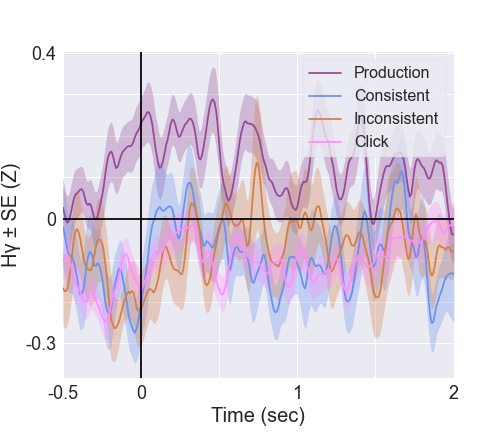 0.4
Production
Consistent
Inconsistent
Click
Hγ ± SE (Z)
0
-0.3
-0.5
0
1
2
Time (sec)